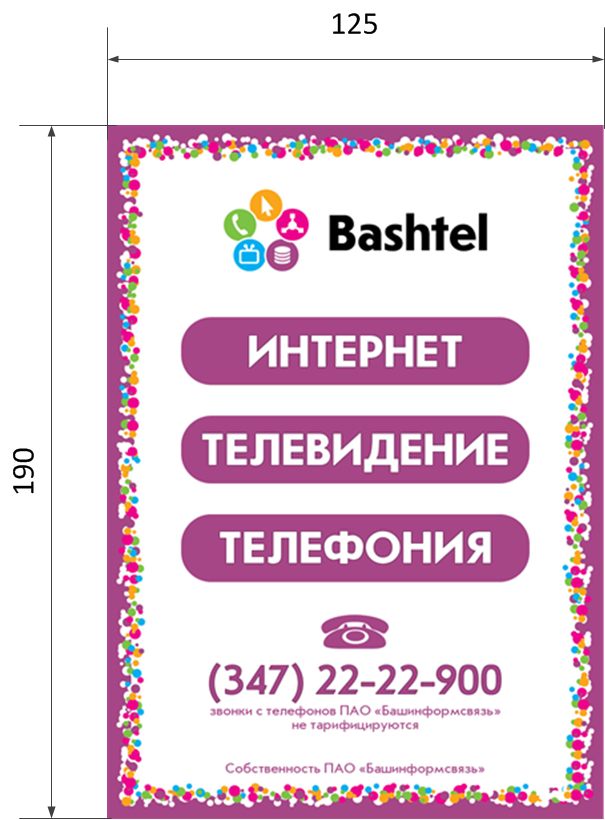 125
190
Bashtel
ИНТЕРНЕТ
ТЕЛЕВИДЕНИЕ
ТЕЛЕФОНИЯ
(347) 22-22-900
звонки с телефонов ПАО «Башинформсвязь»
не тарифицируются
Собственность ПАО «Башинформсвязь»